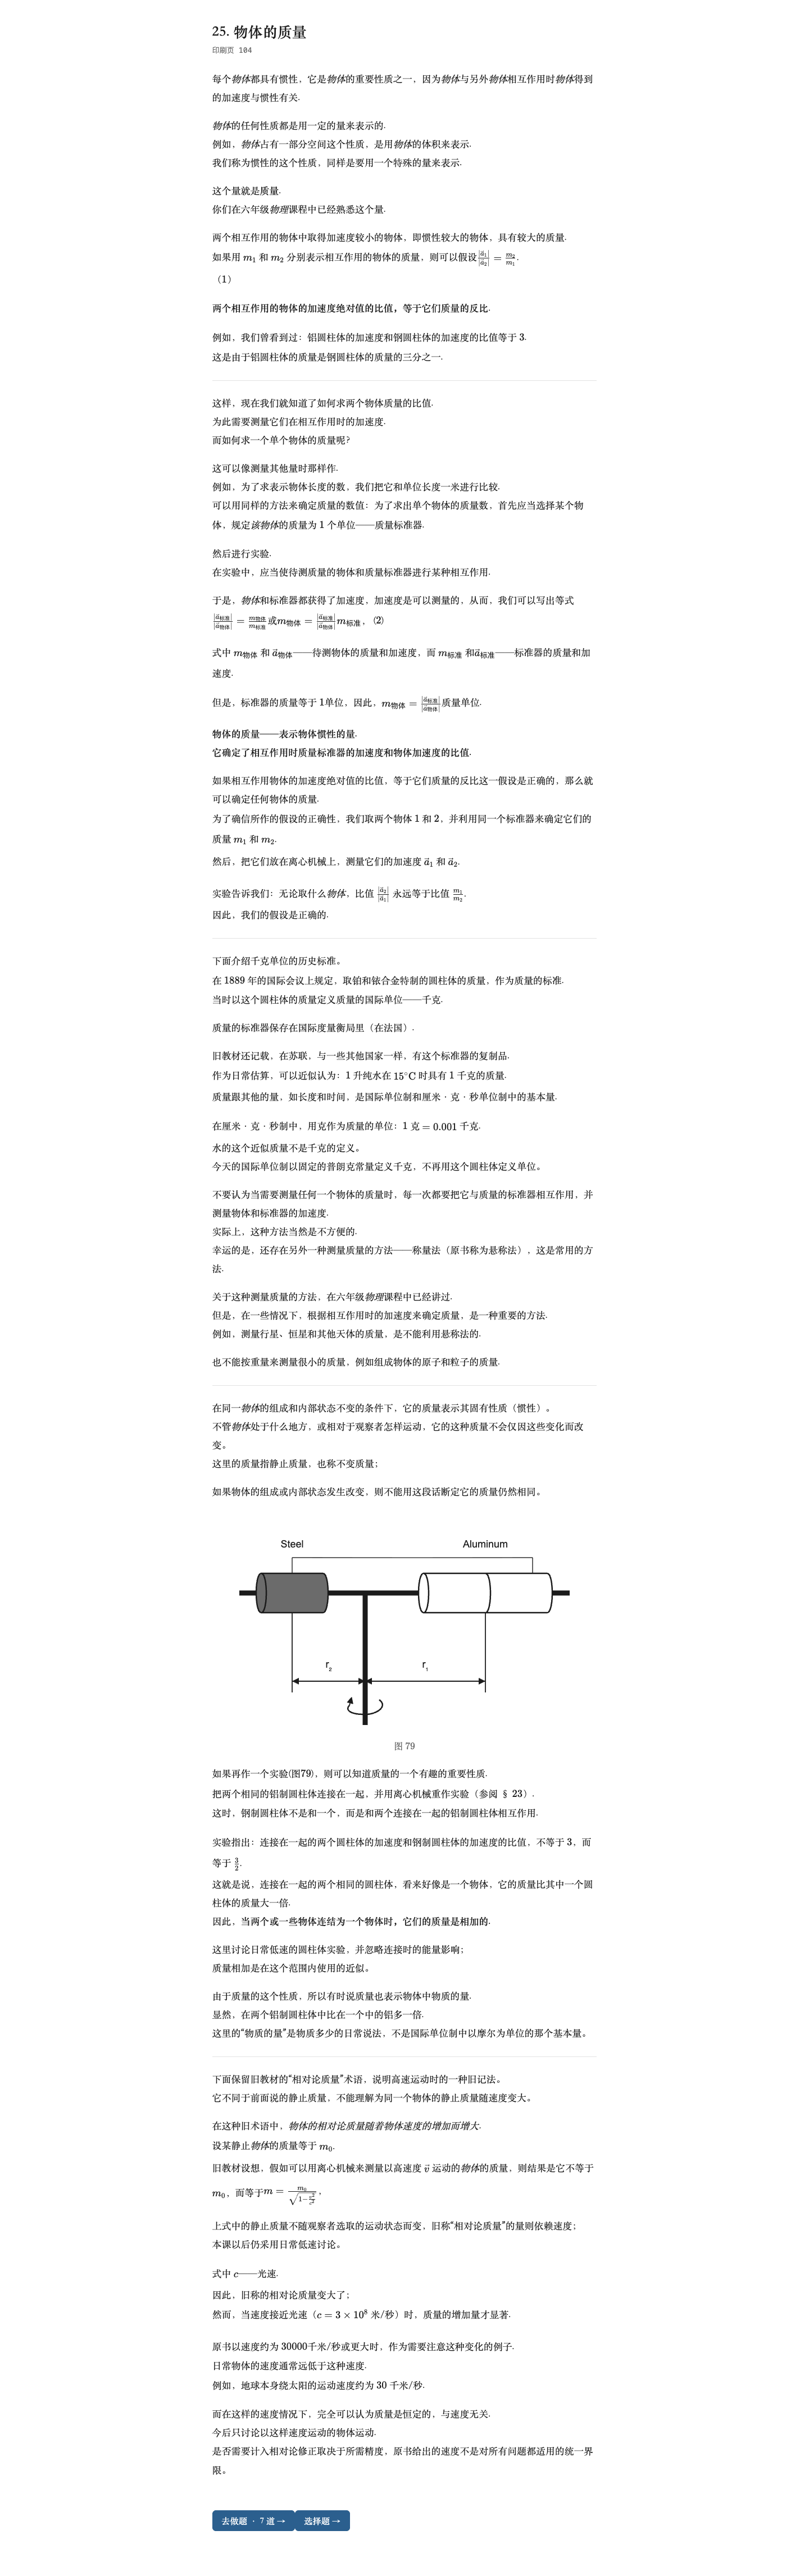 25. 物体的质量
印刷页 104
每个物体都具有惯性，它是物体的重要性质之一，因为物体与另外物体相互作用时物体得到
的加速度与惯性有关.
物体的任何性质都是用一定的量来表示的.
例如，物体占有一部分空间这个性质，是用物体的体积来表示.
我们称为惯性的这个性质，同样是要用一个特殊的量来表示.
这个量就是质量.
你们在六年级物理课程中已经熟悉这个量.
两个相互作用的物体中取得加速度较小的物体，即惯性较大的物体，具有较大的质量.
如果用 m₁ 和 m₂ 分别表示相互作用的物体的质量，则可以假设 |a⃗₁|/|a⃗₂| = m₂/m₁.
（1）
两个相互作用的物体的加速度绝对值的比值，等于它们质量的反比.
例如，我们曾看到过：铝圆柱体的加速度和钢圆柱体的加速度的比值等于 3.
这是由于铝圆柱体的质量是钢圆柱体的质量的三分之一.
这样，现在我们就知道了如何求两个物体质量的比值.
为此需要测量它们在相互作用时的加速度.
而如何求一个单个物体的质量呢?
这可以像测量其他量时那样作.
例如，为了求表示物体长度的数，我们把它和单位长度一米进行比较.
可以用同样的方法来确定质量的数值：为了求出单个物体的质量数，首先应当选择某个物
体，规定该物体的质量为 1 个单位——质量标准器.
然后进行实验.
在实验中，应当使待测质量的物体和质量标准器进行某种相互作用.
于是，物体和标准器都获得了加速度，加速度是可以测量的，从而，我们可以写出等式
|a⃗标准|/|a⃗物体| = m物体/m标准 或 m物体 = |a⃗标准|/|a⃗物体| m标准，(2)
式中 m物体 和 a⃗物体——待测物体的质量和加速度，而 m标准 和 a⃗标准——标准器的质量和加
速度.
但是，标准器的质量等于 1单位，因此，m物体 = |a⃗标准|/|a⃗物体| 质量单位.
物体的质量——表示物体惯性的量.
它确定了相互作用时质量标准器的加速度和物体加速度的比值.
如果相互作用物体的加速度绝对值的比值，等于它们质量的反比这一假设是正确的，那么就
可以确定任何物体的质量.
为了确信所作的假设的正确性，我们取两个物体 1 和 2，并利用同一个标准器来确定它们的
质量 m₁ 和 m₂.
然后，把它们放在离心机械上，测量它们的加速度 a⃗₁ 和 a⃗₂.
实验告诉我们：无论取什么物体，比值 |a⃗₂|/|a⃗₁| 永远等于比值 m₁/m₂.
因此，我们的假设是正确的.
下面介绍千克单位的历史标准。
在 1889 年的国际会议上规定，取铂和铱合金特制的圆柱体的质量，作为质量的标准.
当时以这个圆柱体的质量定义质量的国际单位——千克.
质量的标准器保存在国际度量衡局里（在法国）.
旧教材还记载，在苏联，与一些其他国家一样，有这个标准器的复制品.
作为日常估算，可以近似认为：1 升纯水在 15°C 时具有 1 千克的质量.
质量跟其他的量，如长度和时间，是国际单位制和厘米 · 克 · 秒单位制中的基本量.
在厘米 · 克 · 秒制中，用克作为质量的单位：1 克 = 0.001 千克.
水的这个近似质量不是千克的定义。
今天的国际单位制以固定的普朗克常量定义千克，不再用这个圆柱体定义单位。
不要认为当需要测量任何一个物体的质量时，每一次都要把它与质量的标准器相互作用，并
测量物体和标准器的加速度.
实际上，这种方法当然是不方便的.
幸运的是，还存在另外一种测量质量的方法——称量法（原书称为悬称法），这是常用的方
法.
关于这种测量质量的方法，在六年级物理课程中已经讲过.
但是，在一些情况下，根据相互作用时的加速度来确定质量，是一种重要的方法.
例如，测量行星、恒星和其他天体的质量，是不能利用悬称法的.
也不能按重量来测量很小的质量，例如组成物体的原子和粒子的质量.
在同一物体的组成和内部状态不变的条件下，它的质量表示其固有性质（惯性）。
不管物体处于什么地方，或相对于观察者怎样运动，它的这种质量不会仅因这些变化而改
变。
这里的质量指静止质量，也称不变质量；
如果物体的组成或内部状态发生改变，则不能用这段话断定它的质量仍然相同。
Steel Aluminum
r₂ r₁
图 79
如果再作一个实验(图79)，则可以知道质量的一个有趣的重要性质.
把两个相同的铝制圆柱体连接在一起，并用离心机械重作实验（参阅 § 23）.
这时，钢制圆柱体不是和一个，而是和两个连接在一起的铝制圆柱体相互作用.
实验指出：连接在一起的两个圆柱体的加速度和钢制圆柱体的加速度的比值，不等于 3，而
等于 3/2.
这就是说，连接在一起的两个相同的圆柱体，看来好像是一个物体，它的质量比其中一个圆
柱体的质量大一倍.
因此，当两个或一些物体连结为一个物体时，它们的质量是相加的.
这里讨论日常低速的圆柱体实验，并忽略连接时的能量影响；
质量相加是在这个范围内使用的近似。
由于质量的这个性质，所以有时说质量也表示物体中物质的量.
显然，在两个铝制圆柱体中比在一个中的铝多一倍.
这里的“物质的量”是物质多少的日常说法，不是国际单位制中以摩尔为单位的那个基本量。
下面保留旧教材的“相对论质量”术语，说明高速运动时的一种旧记法。
它不同于前面说的静止质量，不能理解为同一个物体的静止质量随速度变大。
在这种旧术语中，物体的相对论质量随着物体速度的增加而增大.
设某静止物体的质量等于 m₀.
旧教材设想，假如可以用离心机械来测量以高速度 v⃗ 运动的物体的质量，则结果是它不等于
m₀，而等于 m = m₀/√(1−v²/c²)，
上式中的静止质量不随观察者选取的运动状态而变，旧称“相对论质量”的量则依赖速度；
本课以后仍采用日常低速讨论。
式中 c——光速.
因此，旧称的相对论质量变大了；
然而，当速度接近光速（c = 3 × 10⁸ 米/秒）时，质量的增加量才显著.
原书以速度约为 30000千米/秒或更大时，作为需要注意这种变化的例子.
日常物体的速度通常远低于这种速度.
例如，地球本身绕太阳的运动速度约为 30 千米/秒.
而在这样的速度情况下，完全可以认为质量是恒定的，与速度无关.
今后只讨论以这样速度运动的物体运动.
是否需要计入相对论修正取决于所需精度，原书给出的速度不是对所有问题都适用的统一界
限。
去做题 · 7 道 → 选择题 →